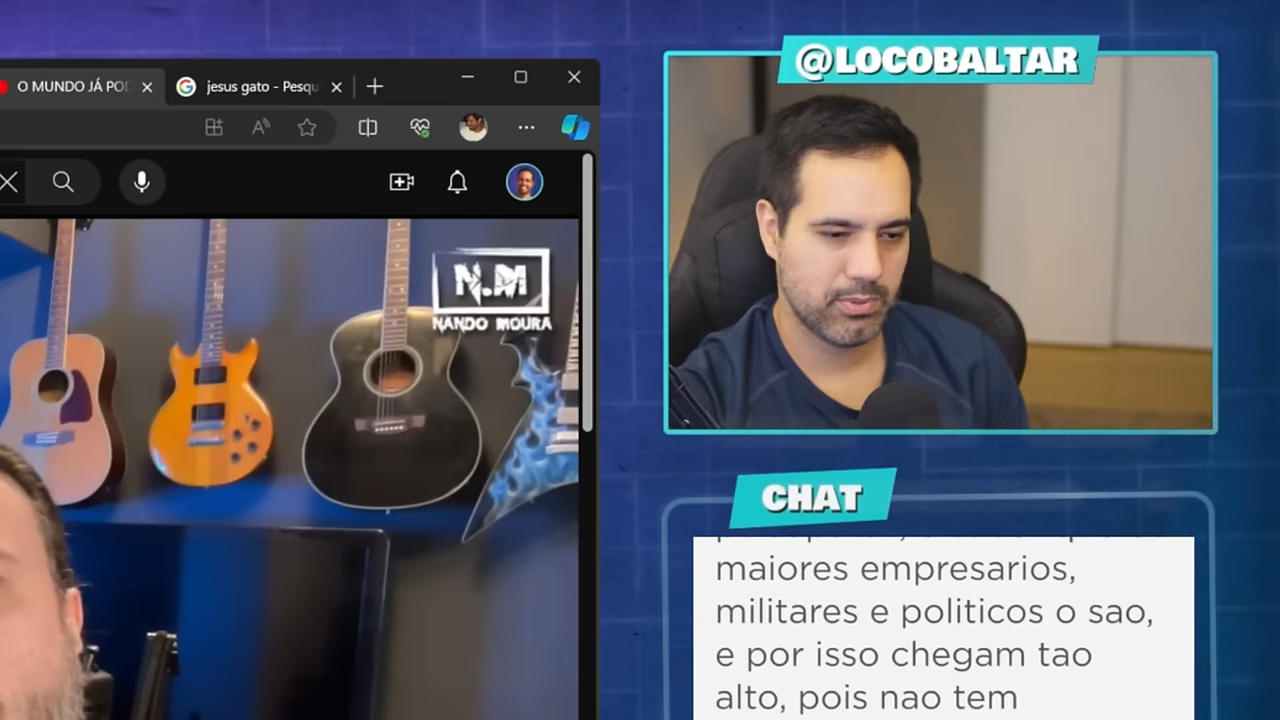 @LOCOBALTAR
O MUNDO JÁ POD
jesus gato - Pesqu
N.M
NANDO MOURA
CHAT
maiores empresarios,
militares e politicos o sao,
e por isso chegam tao
alto, pois nao tem